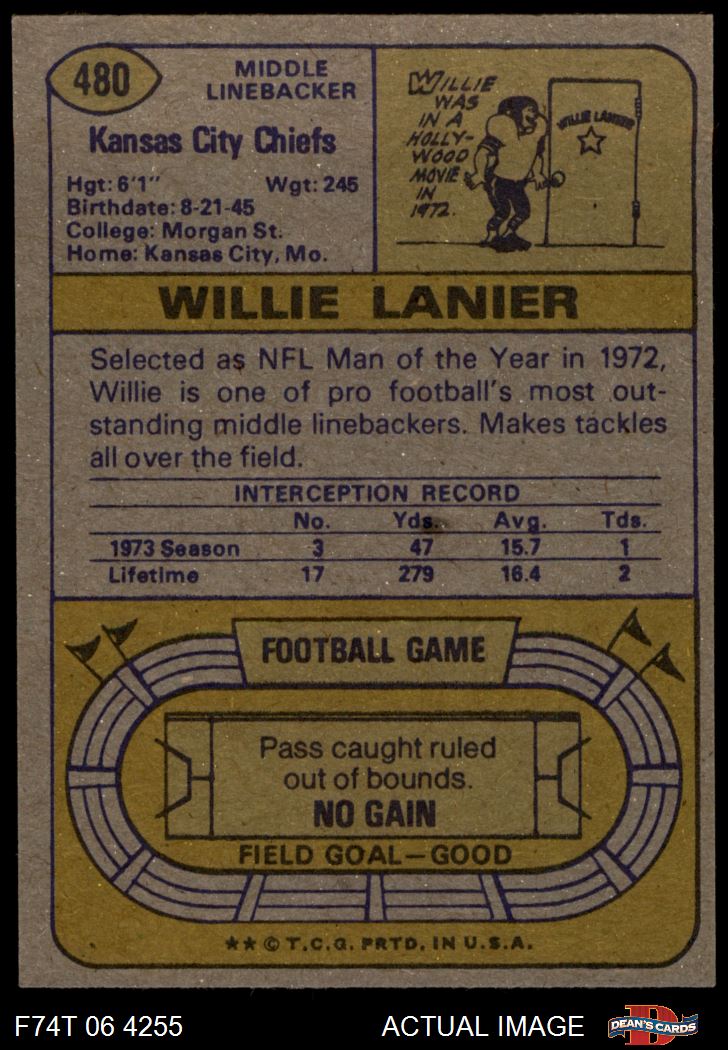 480
MIDDLE
LINEBACKER
Kansas City Chiefs
Hgt: 6'1" Wgt: 245
Birthdate: 8-21-45
College: Morgan St.
Home: Kansas City, Mo.
WILLIE
WAS
IN A
HOLLY-
WOOD
MOVIE
IN
1972.
WILLIE LANIER
WILLIE LANIER
Selected as NFL Man of the Year in 1972,
Willie is one of pro football's most out-
standing middle linebackers. Makes tackles
all over the field.
INTERCEPTION RECORD
No. Yds. Avg. Tds.
1973 Season 3 47 15.7 1
Lifetime 17 279 16.4 2
FOOTBALL GAME
Pass caught ruled
out of bounds.
NO GAIN
FIELD GOAL—GOOD
★★ © T.C.G. PRTD. IN U.S.A.
F74T 06 4255 ACTUAL IMAGE
D
DEAN'S CARDS